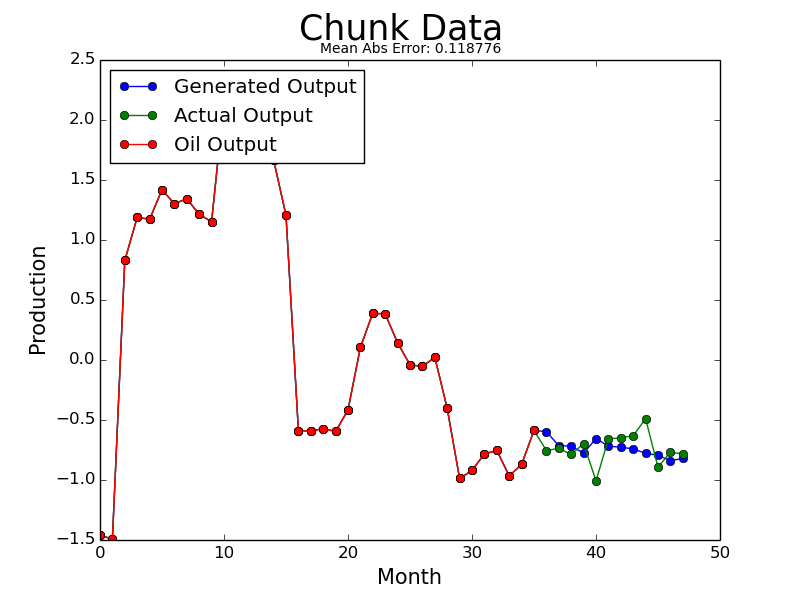 Chunk Data
Mean Abs Error: 0.118776
Generated Output
Actual Output
Oil Output
2.5
2.0
1.5
1.0
0.5
0.0
−0.5
−1.0
−1.5
Production
0 10 20 30 40 50
Month